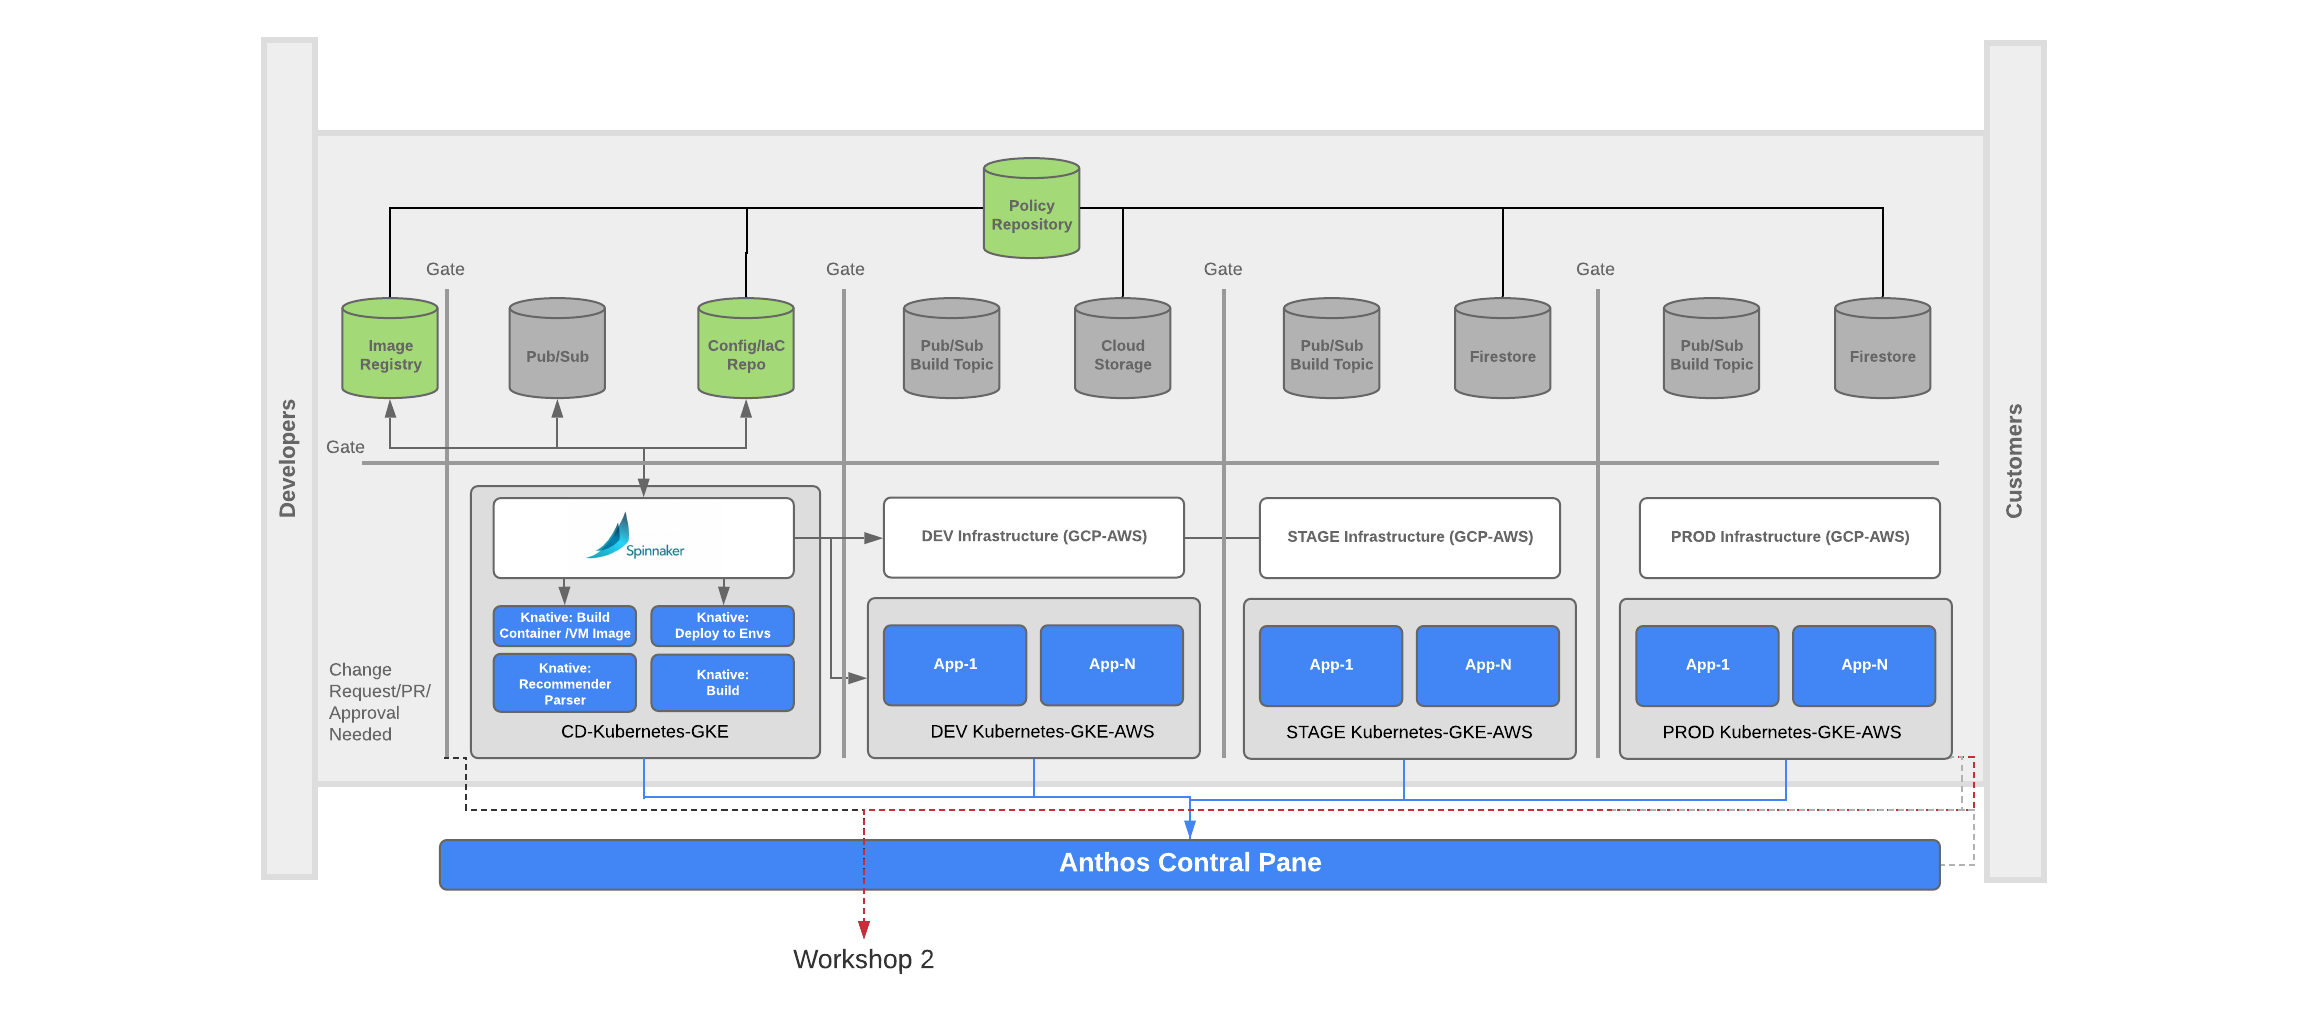 Developers
Customers
Policy
Repository
Gate
Gate
Gate
Gate
Image
Registry
Pub/Sub
Config/IaC
Repo
Pub/Sub
Build Topic
Cloud
Storage
Pub/Sub
Build Topic
Firestore
Pub/Sub
Build Topic
Firestore
Gate
Spinnaker
DEV Infrastructure (GCP-AWS)
STAGE Infrastructure (GCP-AWS)
PROD Infrastructure (GCP-AWS)
Knative: Build
Container /VM Image
Knative:
Deploy to Envs
Knative:
Recommender
Parser
Knative:
Build
CD-Kubernetes-GKE
App-1
App-N
DEV Kubernetes-GKE-AWS
App-1
App-N
STAGE Kubernetes-GKE-AWS
App-1
App-N
PROD Kubernetes-GKE-AWS
Change
Request/PR/
Approval
Needed
Anthos Contral Pane
Workshop 2